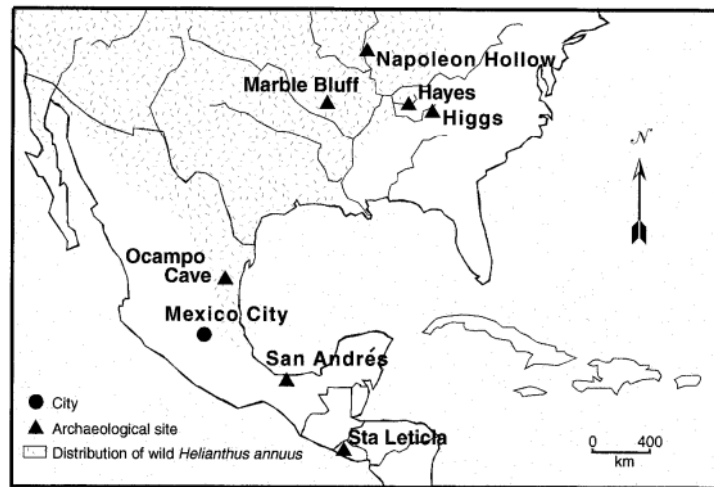 Napoleon Hollow
Marble Bluff
Hayes
Higgs
N
Ocampo
Cave
Mexico City
San Andrés
Sta Leticia
City
Archaeological site
Distribution of wild Helianthus annuus
0 400
km